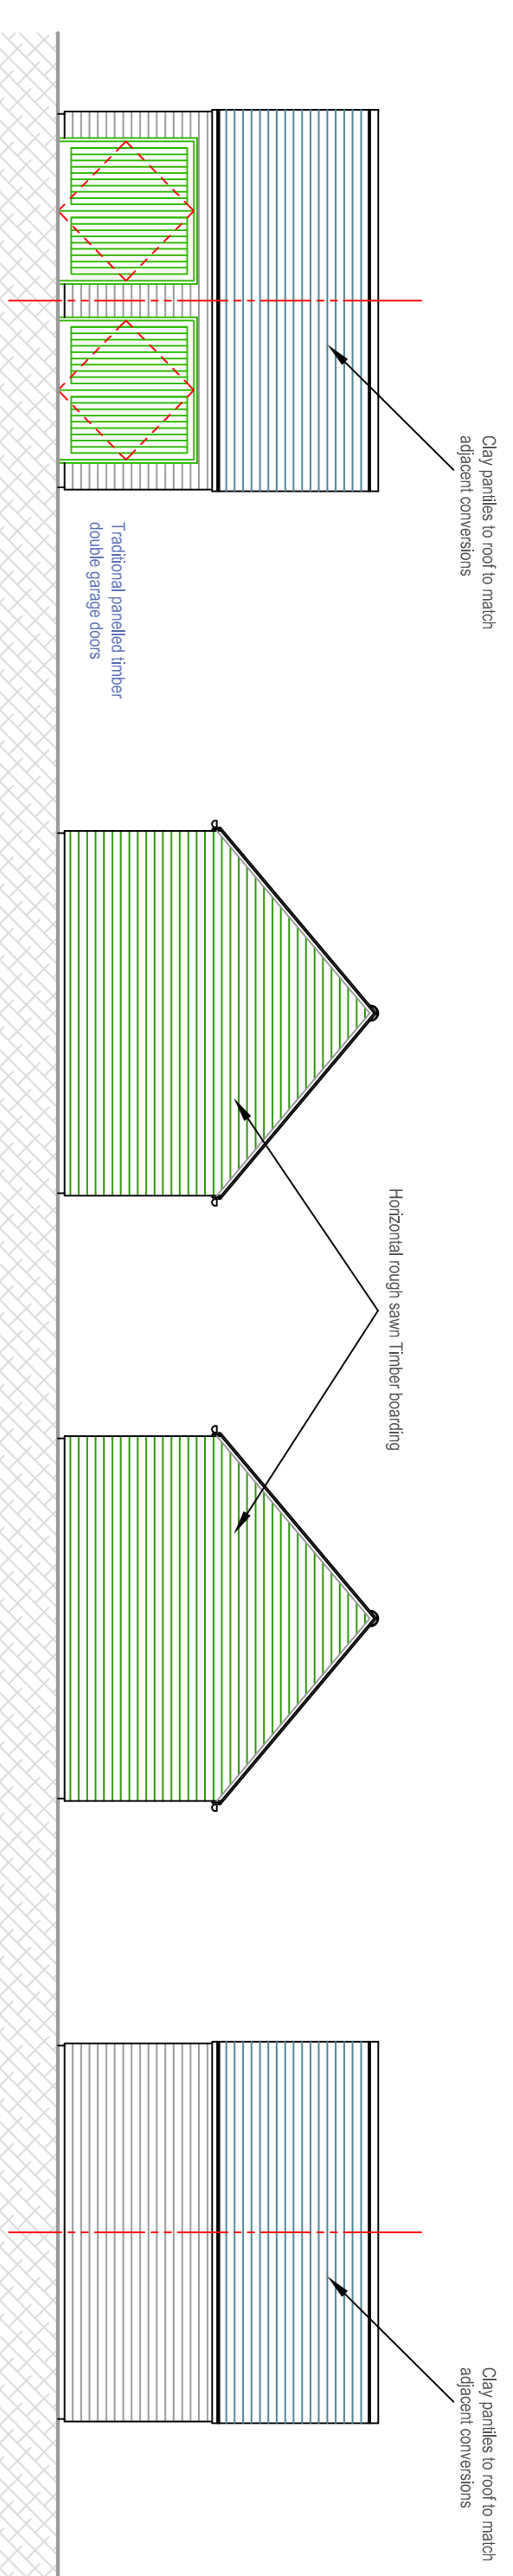 Clay pantiles to roof to match
adjacent conversions
Traditional panelled timber
double garage doors
Horizontal rough sawn Timber boarding
Clay pantiles to roof to match
adjacent conversions